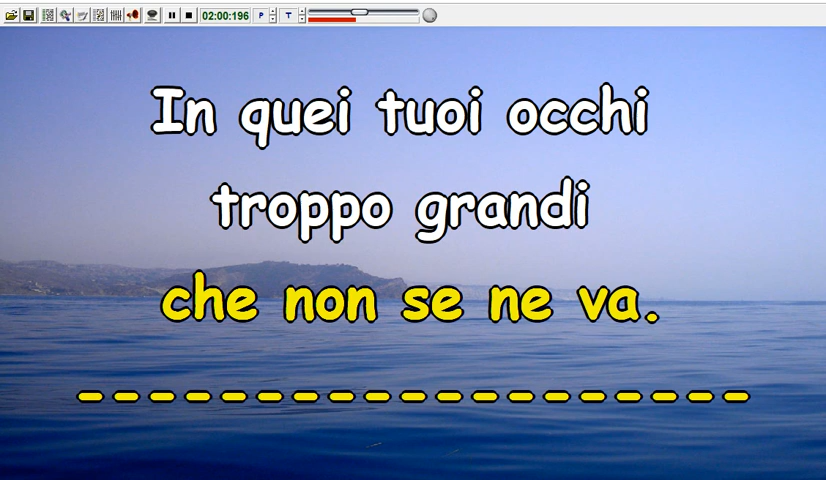 02:00:196 P T
In quei tuoi occhi
troppo grandi
che non se ne va.
- - - - - - - - - - - - - - - - - - -